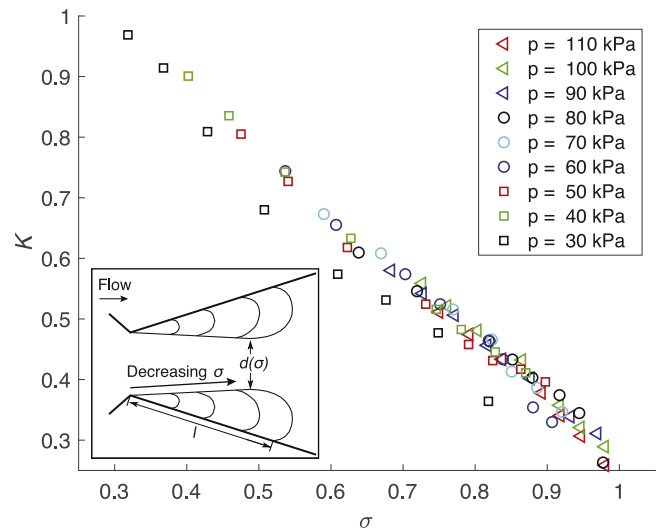 1
0.9
0.8
0.7
0.6
0.5
0.4
0.3
K
0.3 0.4 0.5 0.6 0.7 0.8 0.9 1
σ
p = 110 kPa
p = 100 kPa
p = 90 kPa
p = 80 kPa
p = 70 kPa
p = 60 kPa
p = 50 kPa
p = 40 kPa
p = 30 kPa
Flow
Decreasing σ
d(σ)
l